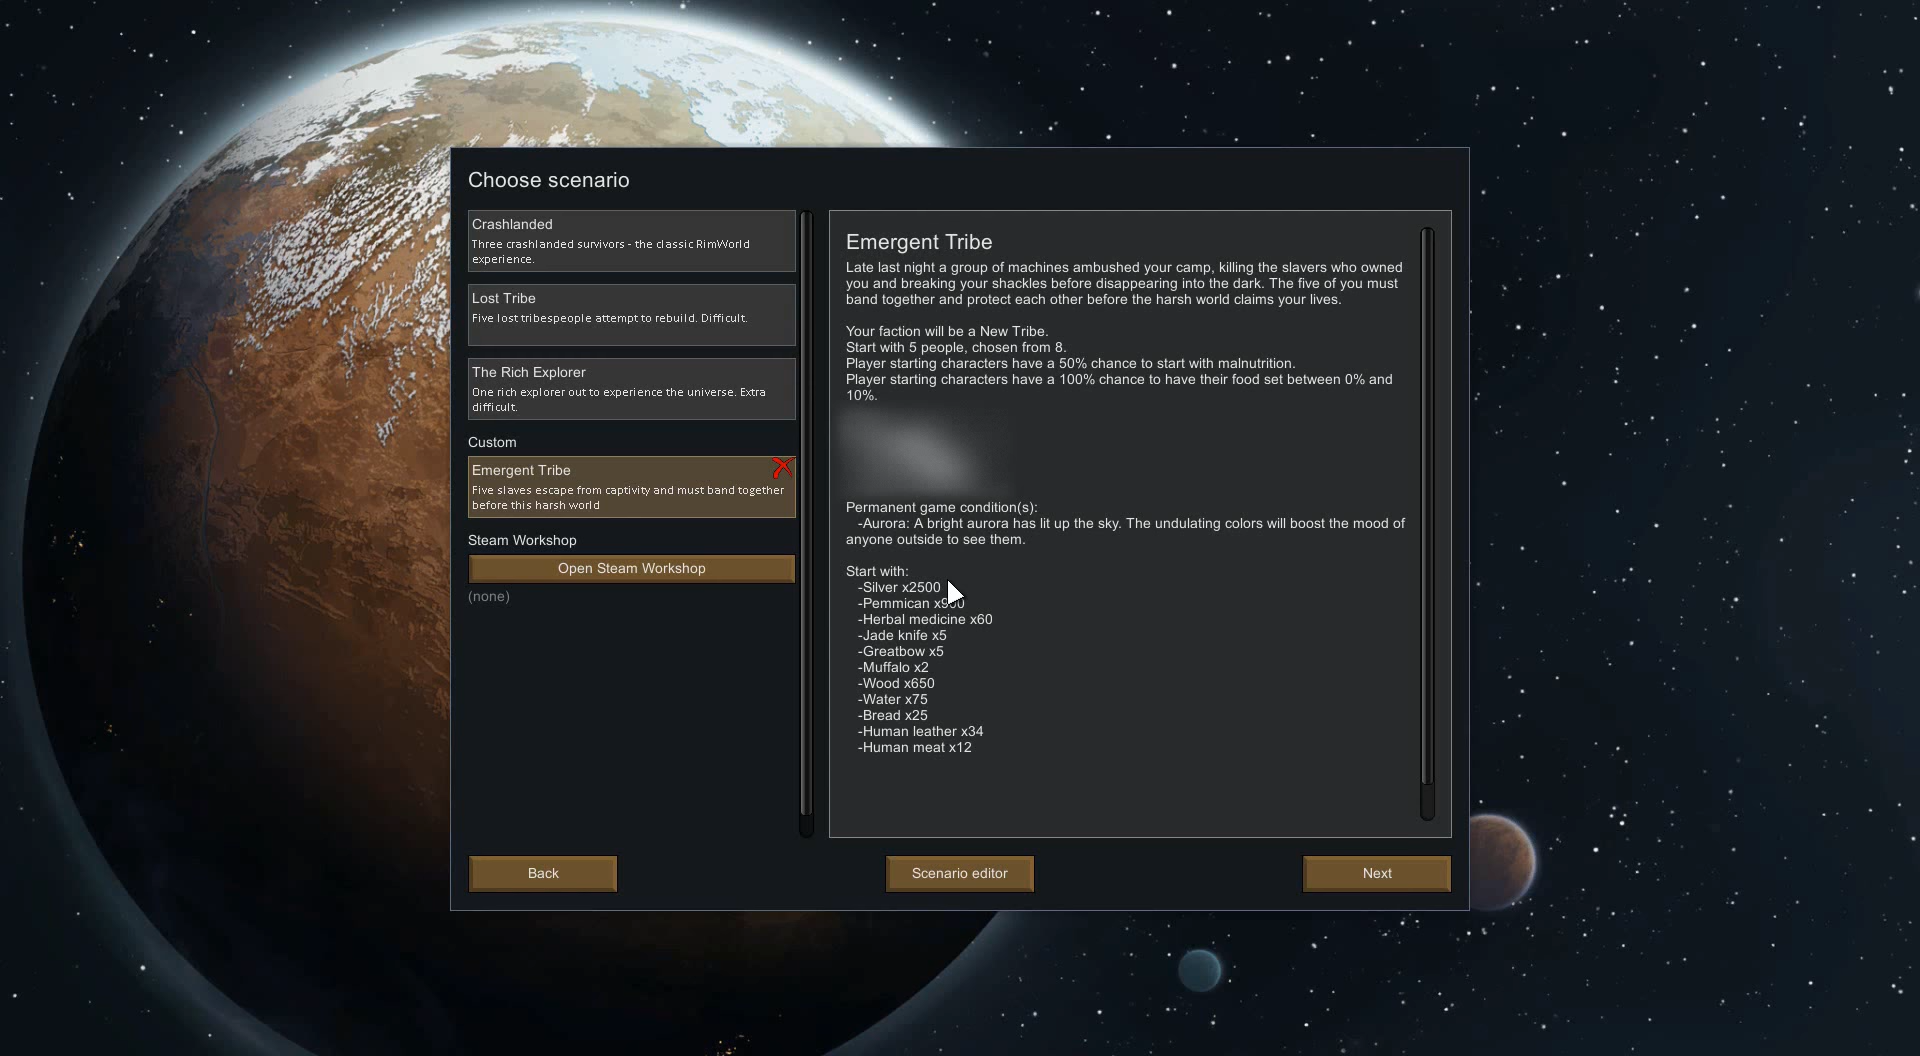 Choose scenario
Crashlanded
Three crashlanded survivors - the classic RimWorld
experience.
Lost Tribe
Five lost tribespeople attempt to rebuild. Difficult.
The Rich Explorer
One rich explorer out to experience the universe. Extra
difficult.
Custom
Emergent Tribe
Five slaves escape from captivity and must band together
before this harsh world
Steam Workshop
Open Steam Workshop
(none)
Emergent Tribe
Late last night a group of machines ambushed your camp, killing the slavers who owned
you and breaking your shackles before disappearing into the dark. The five of you must
band together and protect each other before the harsh world claims your lives.
Your faction will be a New Tribe.
Start with 5 people, chosen from 8.
Player starting characters have a 50% chance to start with malnutrition.
Player starting characters have a 100% chance to have their food set between 0% and
10%.
Permanent game condition(s):
-Aurora: A bright aurora has lit up the sky. The undulating colors will boost the mood of
anyone outside to see them.
Start with:
-Silver x2500
-Pemmican
-Herbal medicine x60
-Jade knife x5
-Greatbow x5
-Muffalo x2
-Wood x650
-Water x75
-Bread x25
-Human leather x34
-Human meat x12
Back
Scenario editor
Next